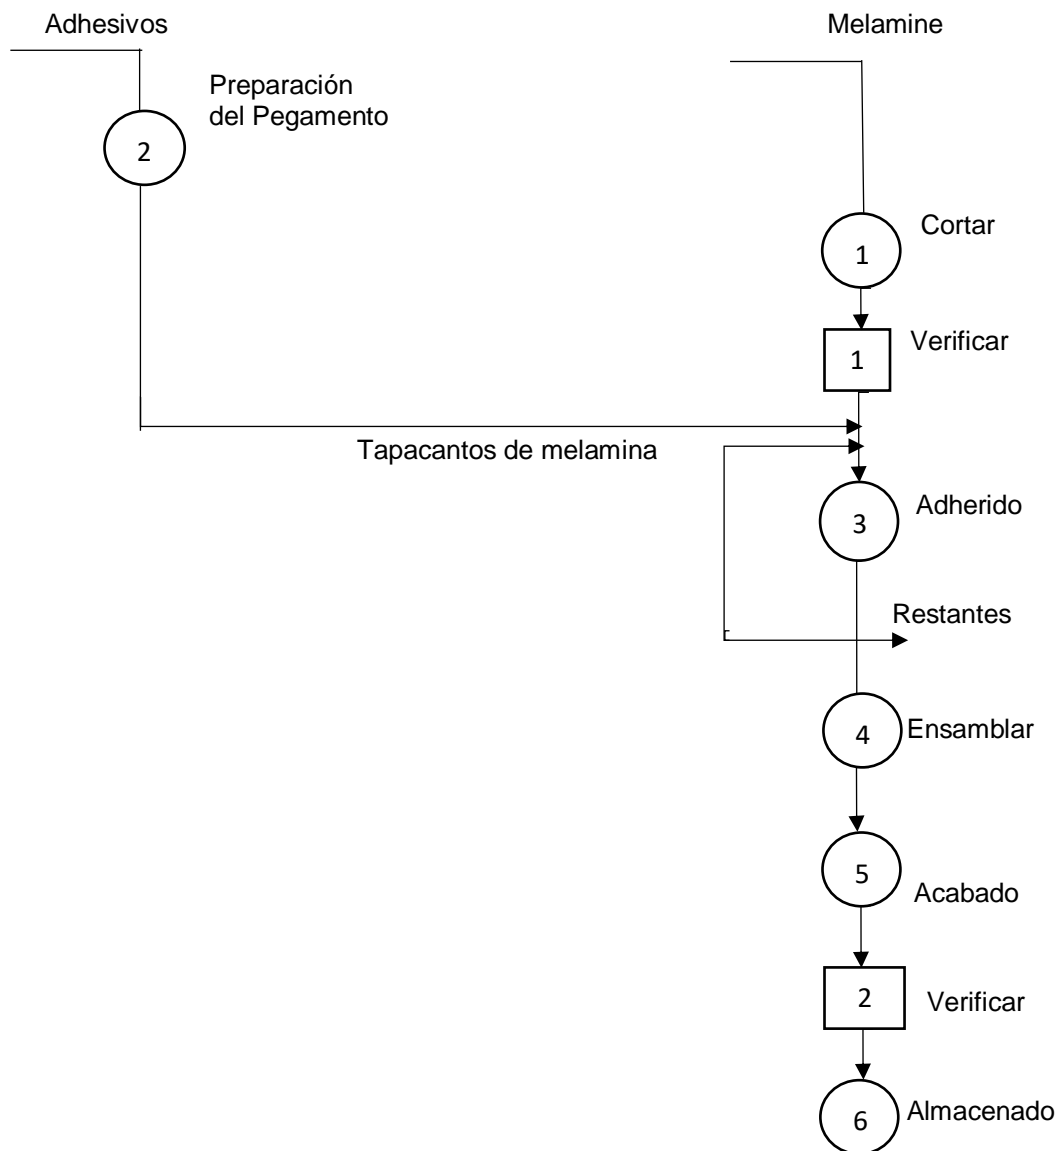 Adhesivos
Melamine
Preparación
del Pegamento
2
Cortar
1
Verificar
1
Tapacantos de melamina
Adherido
3
Restantes
4
Ensamblar
5
Acabado
2
Verificar
6
Almacenado